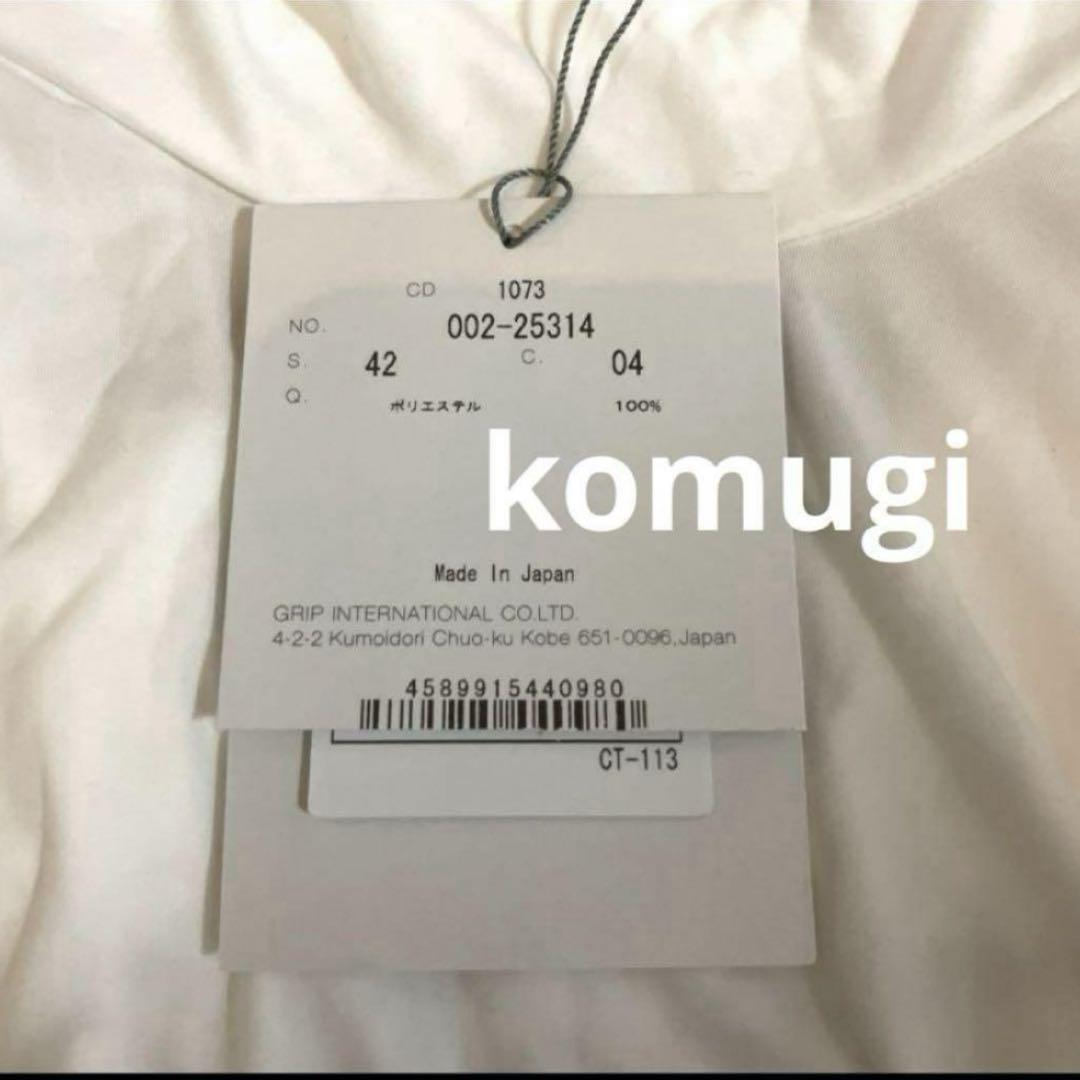 CD 1073
NO. 002-25314
S. 42 C. 04
Q. ポリエステル 100%
komugi
Made In Japan
GRIP INTERNATIONAL CO.LTD.
4-2-2 Kumoidori Chuo-ku Kobe 651-0096,Japan
4589915440980
CT-113